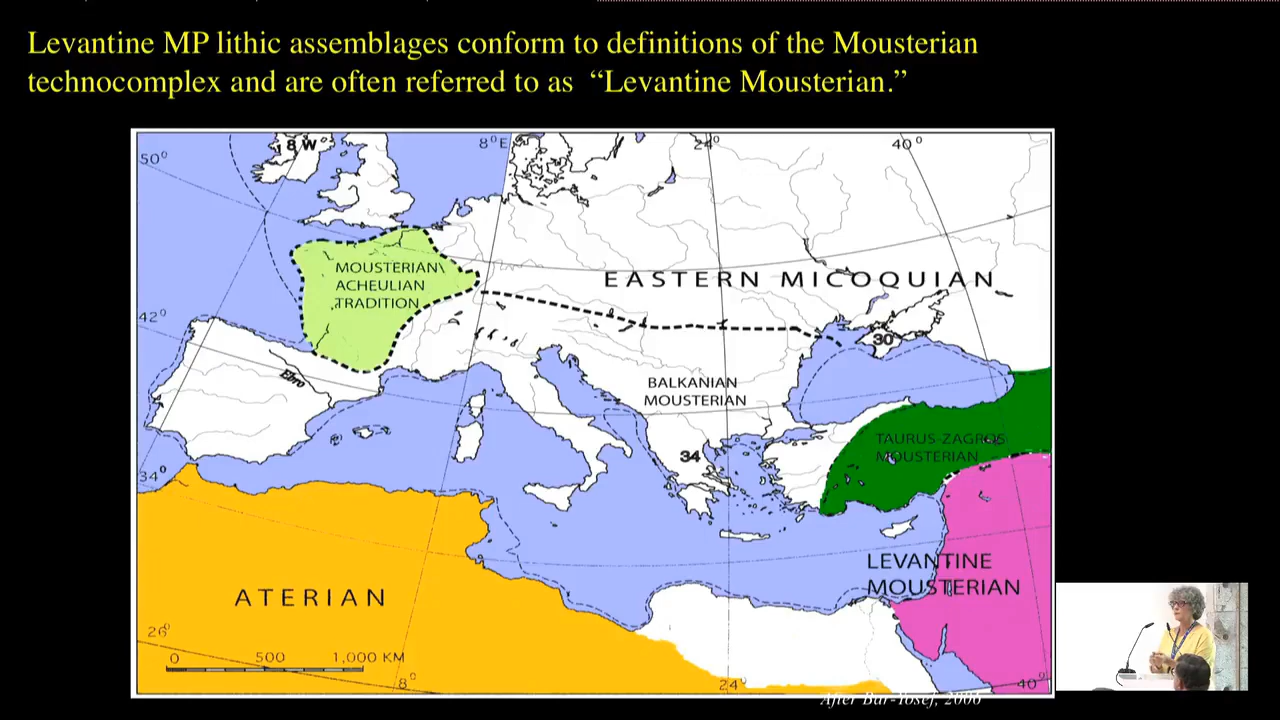 Levantine MP lithic assemblages conform to definitions of the Mousterian
technocomplex and are often referred to as “Levantine Mousterian.”
8 W
8° E
24°
40°
50°
MOUSTERIAN
ACHEULIAN
TRADITION
EASTERN MICOQUIAN
42°
30
Ebro
BALKANIAN
MOUSTERIAN
TAURUS-ZAGROS
MOUSTERIAN
34
34°
LEVANTINE
MOUSTERIAN
ATERIAN
26°
0 500 1,000 KM
8°
24°
40°
After Bar-Yosef, 2006